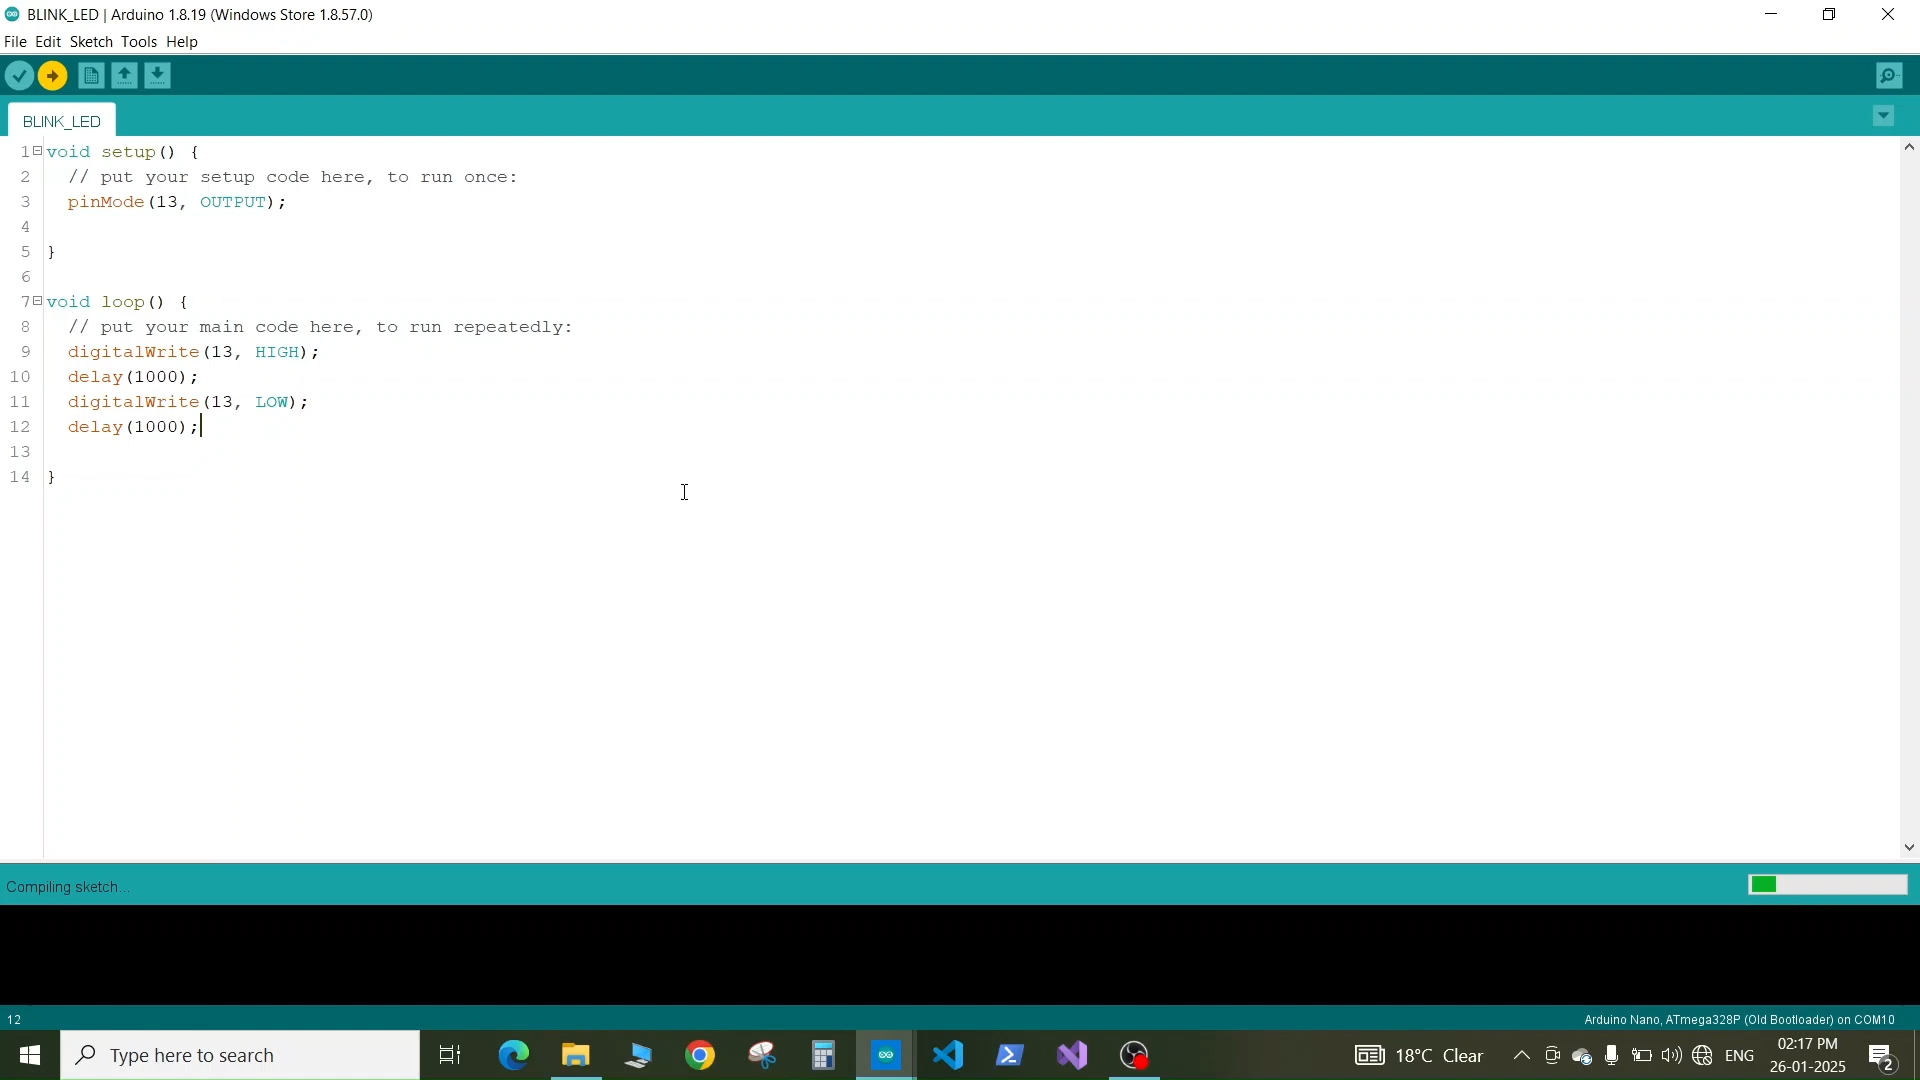 BLINK_LED | Arduino 1.8.19 (Windows Store 1.8.57.0)
File Edit Sketch Tools Help
BLINK_LED
1 void setup() {
2 // put your setup code here, to run once:
3 pinMode(13, OUTPUT);
4
5 }
6
7 void loop() {
8 // put your main code here, to run repeatedly:
9 digitalWrite(13, HIGH);
10 delay(1000);
11 digitalWrite(13, LOW);
12 delay(1000);
13
14 }
Compiling sketch...
12 Arduino Nano, ATmega328P (Old Bootloader) on COM10
Type here to search 18°C Clear ENG 02:17 PM
26-01-2025 2